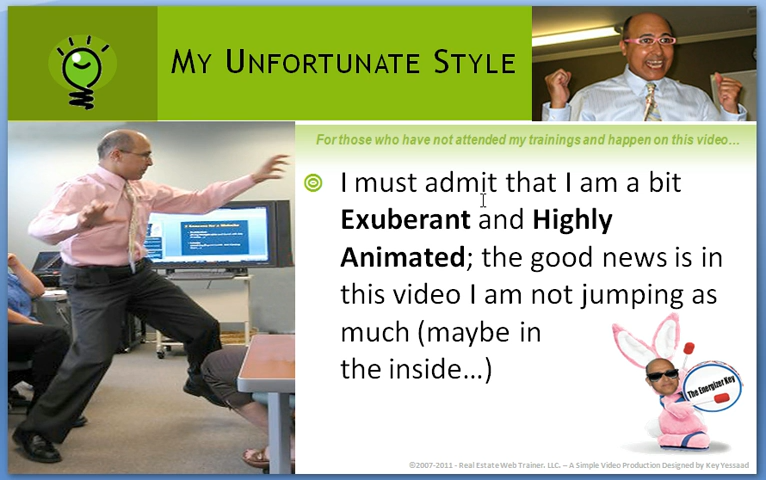 MY UNFORTUNATE STYLE
For those who have not attended my trainings and happen on this video...
I must admit that I am a bit
Exuberant and Highly
Animated; the good news is in
this video I am not jumping as
much (maybe in
the inside...)
The Energizer Key
©2007-2011 - Real Estate Web Trainer, LLC. – A Simple Video Production Designed by Key Yessaad